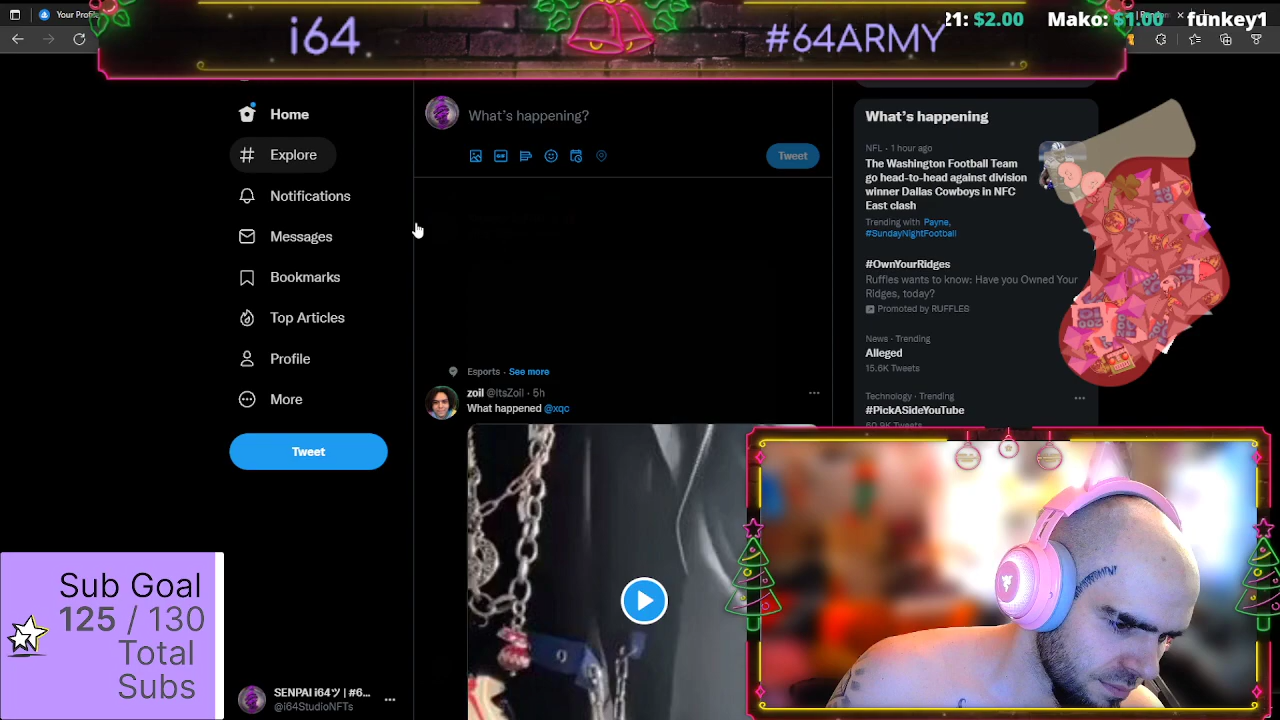 Your Profi
i64
#64ARMY
21: $2.00 Mako: $1.00 funkey1
Home
Explore
Notifications
Messages
Bookmarks
Top Articles
Profile
More
Tweet
SENPAI i64ツ | #6...
@i64StudioNFTs
What's happening?
GIF
Tweet
Esports · See more
zoil @ItsZoil · 5h
What happened @xqc
What's happening
NFL · 1 hour ago
The Washington Football Team
go head-to-head against division
winner Dallas Cowboys in NFC
East clash
Trending with Payne,
#SundayNightFootball
#OwnYourRidges
Ruffles wants to know: Have you Owned Your
Ridges, today?
Promoted by RUFFLES
News · Trending
Alleged
15.6K Tweets
Technology · Trending
#PickASideYouTube
60.9K Tweets
Sub Goal
125 / 130
Total
Subs